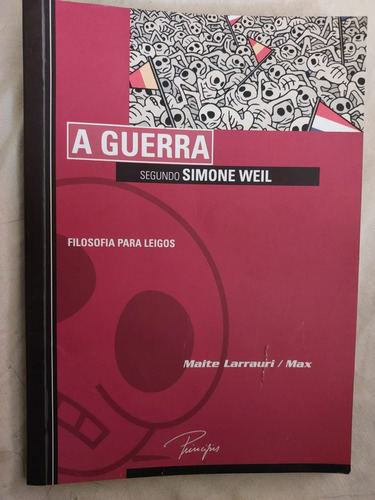 A GUERRA
SEGUNDO SIMONE WEIL
FILOSOFIA PARA LEIGOS
Maite Larrauri / Max
Principis